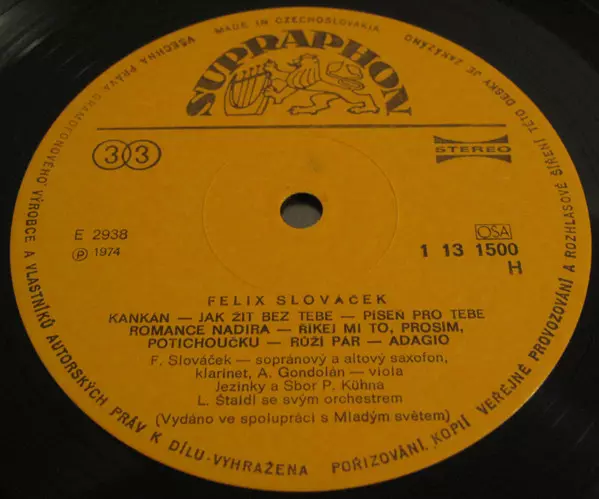 MADE IN CZECHOSLOVAKIA
SUPRAPHON
33
STEREO
E 2938
Ⓟ 1974
OSA
1 13 1500
H
FELIX SLOVÁČEK
KANKÁN — JAK ŽÍT BEZ TEBE — PÍSEŇ PRO TEBE
ROMANCE NADIRA — ŘÍKEJ MI TO, PROSÍM,
POTICHOUČKU — RŮŽÍ PÁR — ADAGIO
F. Slováček — sopránový a altový saxofon,
klarinet, A. Gondolán — viola
Jezinky a Sbor P. Kühna
L. Štaidl se svým orchestrem
(Vydáno ve spolupráci s Mladým světem)
VŠECHNA PRÁVA GRAMOFONOVÉHO VÝROBCE A VLASTNÍKŮ AUTORSKÝCH PRÁV K DÍLU-VYHRAŽENA POŘIZOVÁNÍ KOPIÍ VEŘEJNÉ PROVOZOVÁNÍ A ROZHLASOVÉ ŠÍŘENÍ TÉTO DESKY JE ZAKÁZÁNO